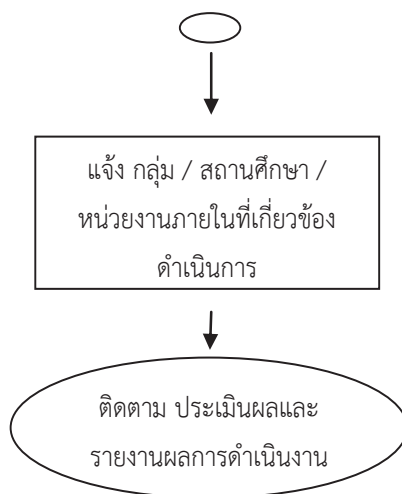 แจ้ง กลุ่ม / สถานศึกษา /
หน่วยงานภายในที่เกี่ยวข้อง
ดำเนินการ
ติดตาม ประเมินผลและ
รายงานผลการดำเนินงาน